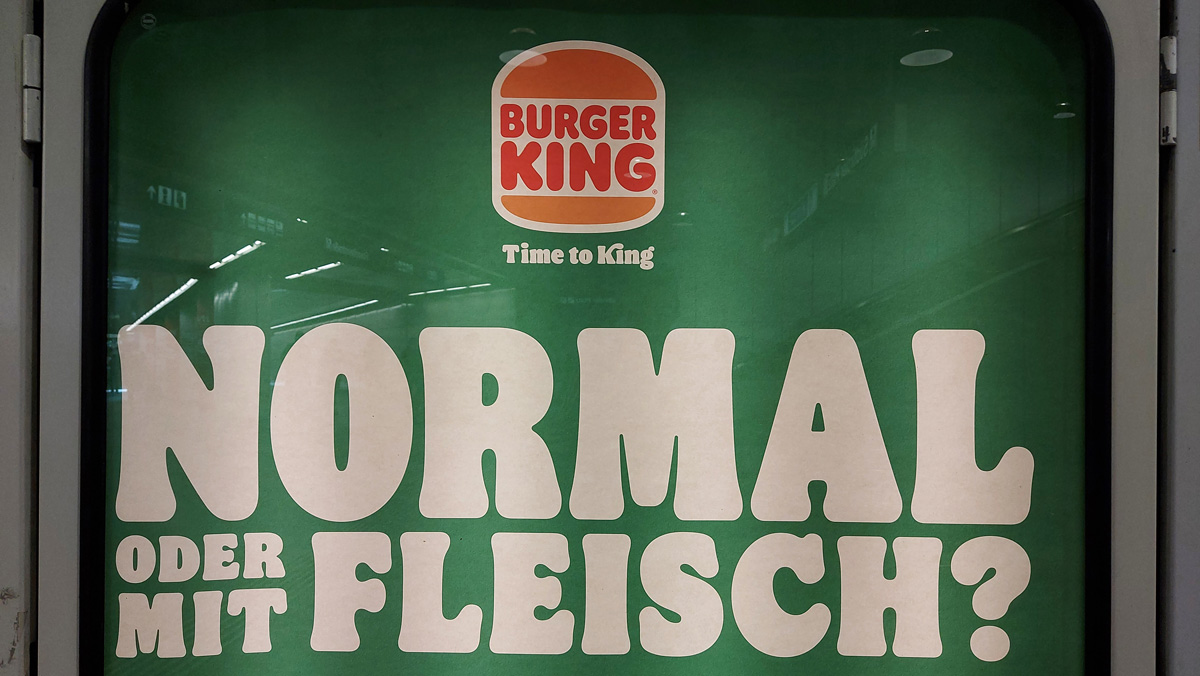 BURGER
KING®
Time to King
NORMAL
ODER
MIT
FLEISCH?